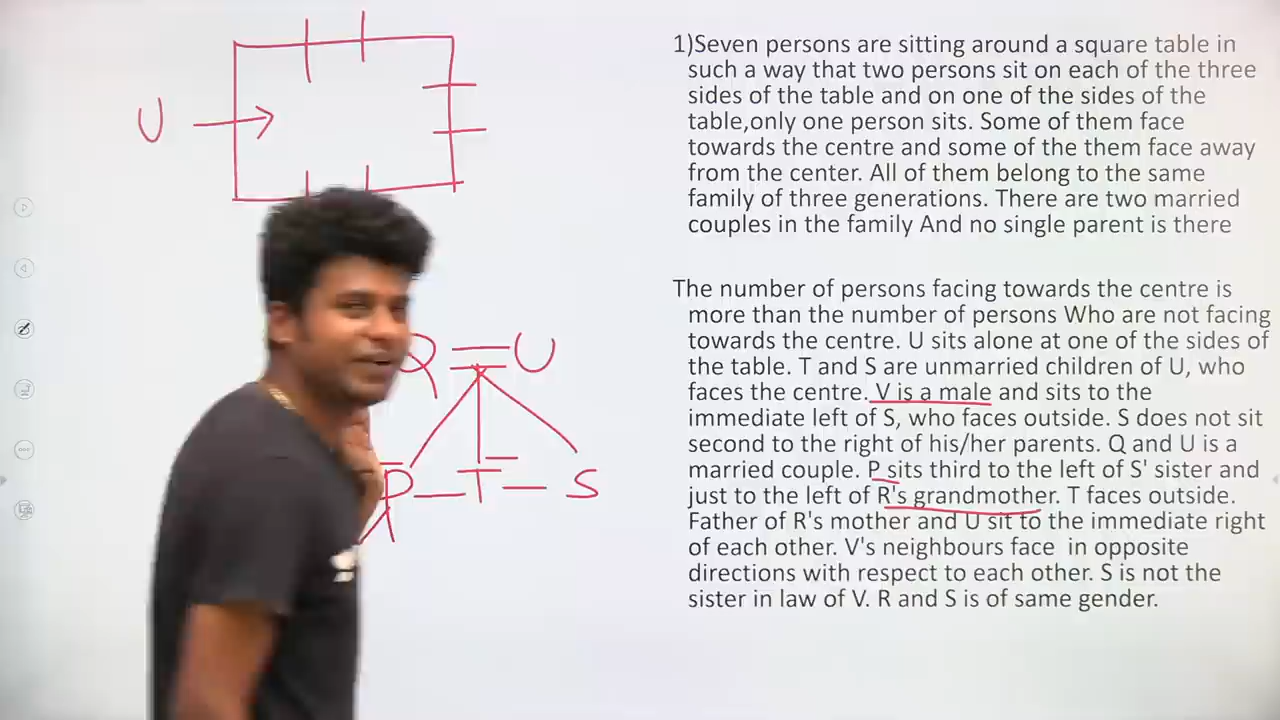 1)Seven persons are sitting around a square table in
such a way that two persons sit on each of the three
sides of the table and on one of the sides of the
table,only one person sits. Some of them face
towards the centre and some of the them face away
from the center. All of them belong to the same
family of three generations. There are two married
couples in the family And no single parent is there
The number of persons facing towards the centre is
more than the number of persons Who are not facing
towards the centre. U sits alone at one of the sides of
the table. T and S are unmarried children of U, who
faces the centre. V is a male and sits to the
immediate left of S, who faces outside. S does not sit
second to the right of his/her parents. Q and U is a
married couple. P sits third to the left of S' sister and
just to the left of R's grandmother. T faces outside.
Father of R's mother and U sit to the immediate right
of each other. V's neighbours face in opposite
directions with respect to each other. S is not the
sister in law of V. R and S is of same gender.
U
Q = U
P — T — S